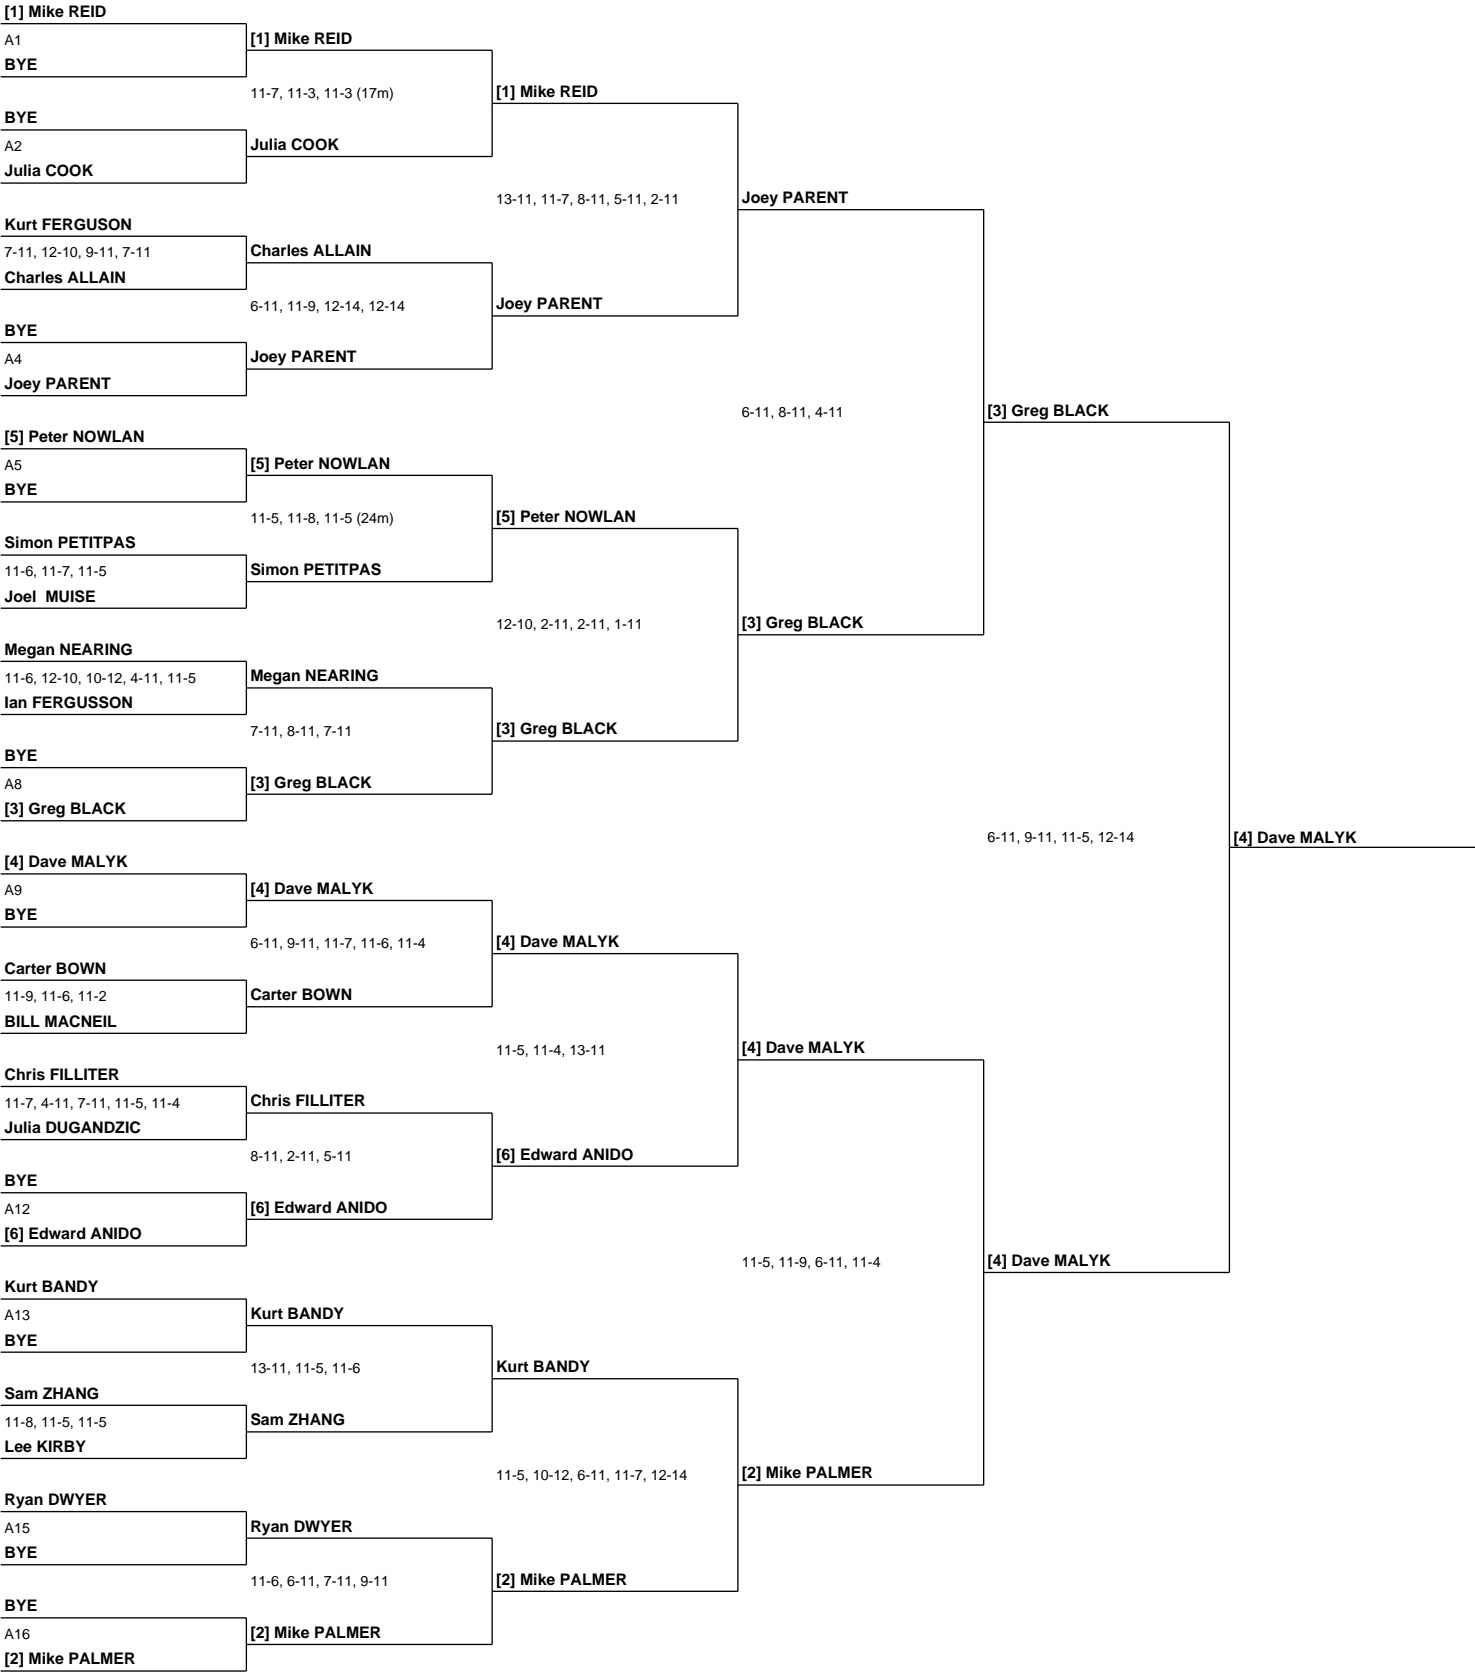 [1] Mike REID
A1
BYE
[1] Mike REID
11-7, 11-3, 11-3 (17m)
[1] Mike REID
BYE
A2
Julia COOK
Julia COOK
13-11, 11-7, 8-11, 5-11, 2-11
Joey PARENT
Kurt FERGUSON
7-11, 12-10, 9-11, 7-11
Charles ALLAIN
Charles ALLAIN
6-11, 11-9, 12-14, 12-14
Joey PARENT
BYE
A4
Joey PARENT
Joey PARENT
6-11, 8-11, 4-11
[3] Greg BLACK
[5] Peter NOWLAN
A5
BYE
[5] Peter NOWLAN
11-5, 11-8, 11-5 (24m)
[5] Peter NOWLAN
Simon PETITPAS
11-6, 11-7, 11-5
Joel  MUISE
Simon PETITPAS
12-10, 2-11, 2-11, 1-11
[3] Greg BLACK
Megan NEARING
11-6, 12-10, 10-12, 4-11, 11-5
Ian FERGUSSON
Megan NEARING
7-11, 8-11, 7-11
[3] Greg BLACK
BYE
A8
[3] Greg BLACK
[3] Greg BLACK
6-11, 9-11, 11-5, 12-14
[4] Dave MALYK
[4] Dave MALYK
A9
BYE
[4] Dave MALYK
6-11, 9-11, 11-7, 11-6, 11-4
[4] Dave MALYK
Carter BOWN
11-9, 11-6, 11-2
BILL MACNEIL
Carter BOWN
11-5, 11-4, 13-11
[4] Dave MALYK
Chris FILLITER
11-7, 4-11, 7-11, 11-5, 11-4
Julia DUGANDZIC
Chris FILLITER
8-11, 2-11, 5-11
[6] Edward ANIDO
BYE
A12
[6] Edward ANIDO
[6] Edward ANIDO
11-5, 11-9, 6-11, 11-4
[4] Dave MALYK
Kurt BANDY
A13
BYE
Kurt BANDY
13-11, 11-5, 11-6
Kurt BANDY
Sam ZHANG
11-8, 11-5, 11-5
Lee KIRBY
Sam ZHANG
11-5, 10-12, 6-11, 11-7, 12-14
[2] Mike PALMER
Ryan DWYER
A15
BYE
Ryan DWYER
11-6, 6-11, 7-11, 9-11
[2] Mike PALMER
BYE
A16
[2] Mike PALMER
[2] Mike PALMER